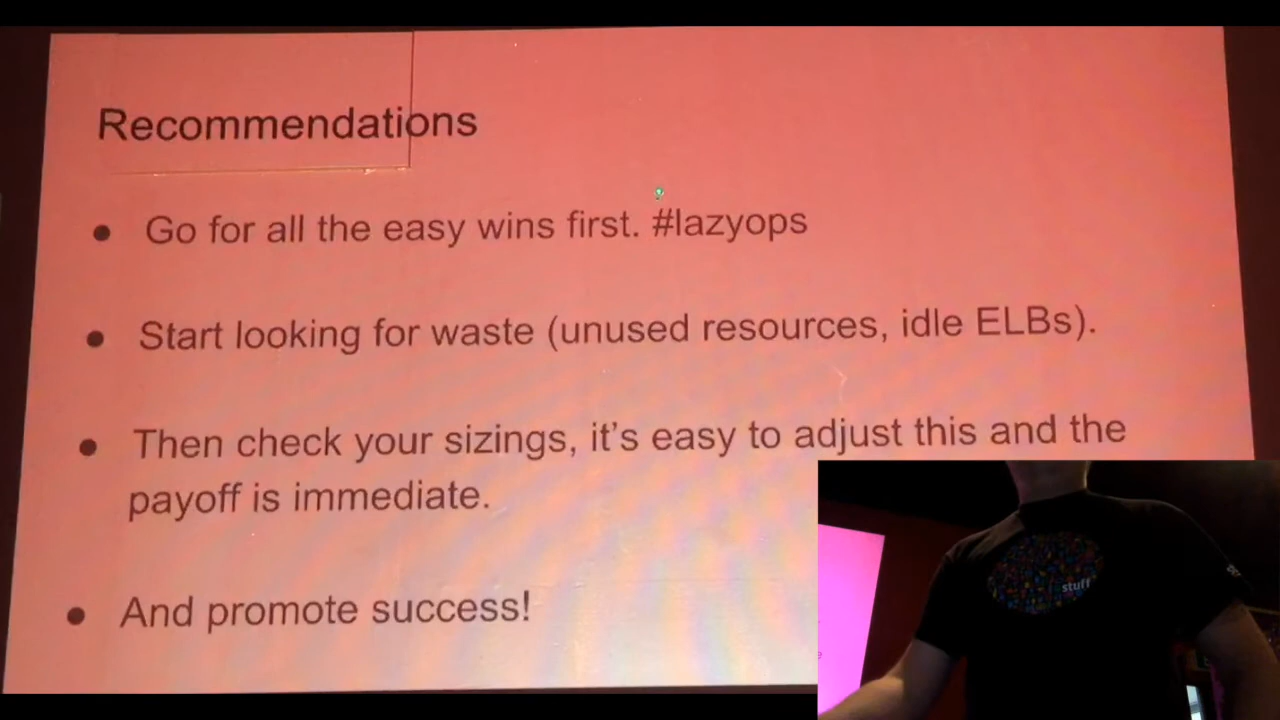 Recommendations
● Go for all the easy wins first. #lazyops
● Start looking for waste (unused resources, idle ELBs).
● Then check your sizings, it's easy to adjust this and the
payoff is immediate.
● And promote success!
stuff